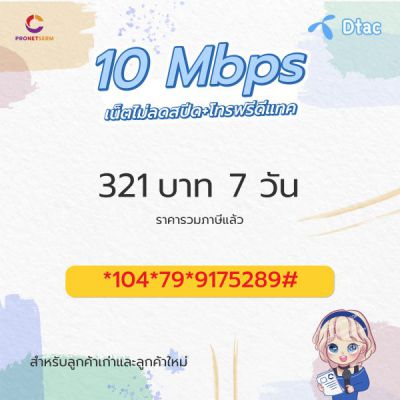 PRONETSERM
Dtac
10 Mbps
เน็ตไม่ลดสปีด+โทรฟรีดีแทค
321 บาท 7 วัน
ราคารวมภาษีแล้ว
*104*79*9175289#
สำหรับลูกค้าเก่าและลูกค้าใหม่